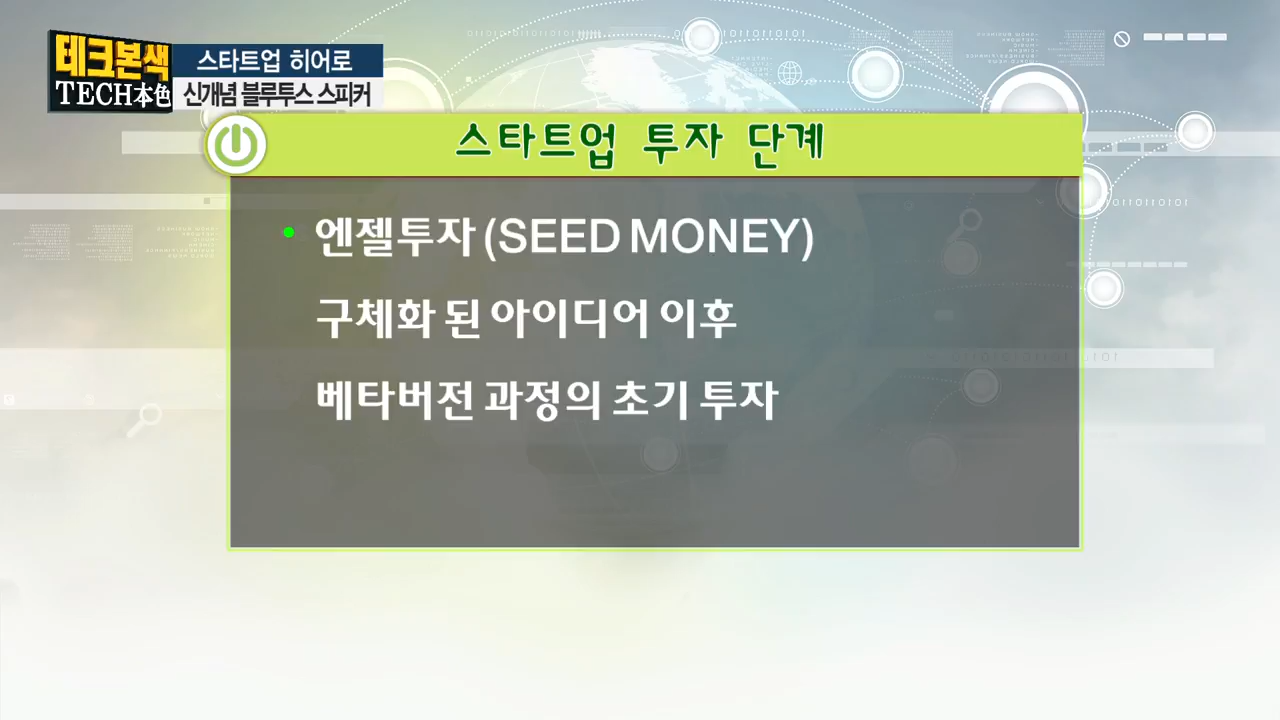 테크본색
TECH本色
스타트업 히어로
신개념 블루투스 스피커
스타트업 투자 단계
• 엔젤투자 (SEED MONEY)
구체화 된 아이디어 이후
베타버전 과정의 초기 투자